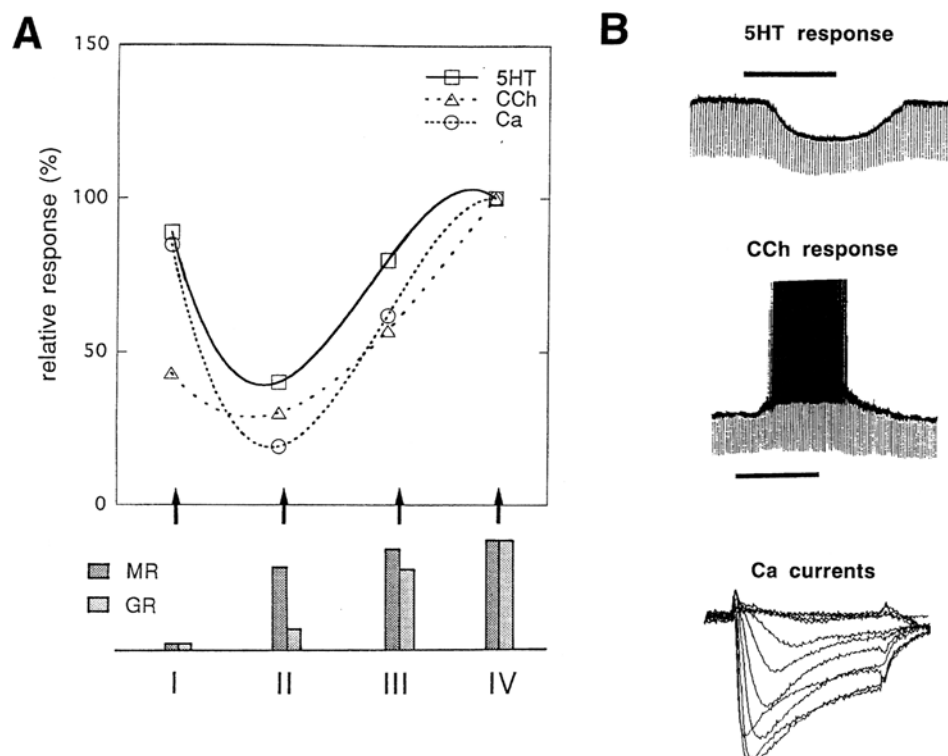 A
150
100
50
0
relative response (%)
5HT
CCh
Ca
MR
GR
I
II
III
IV
B
5HT response
CCh response
Ca currents